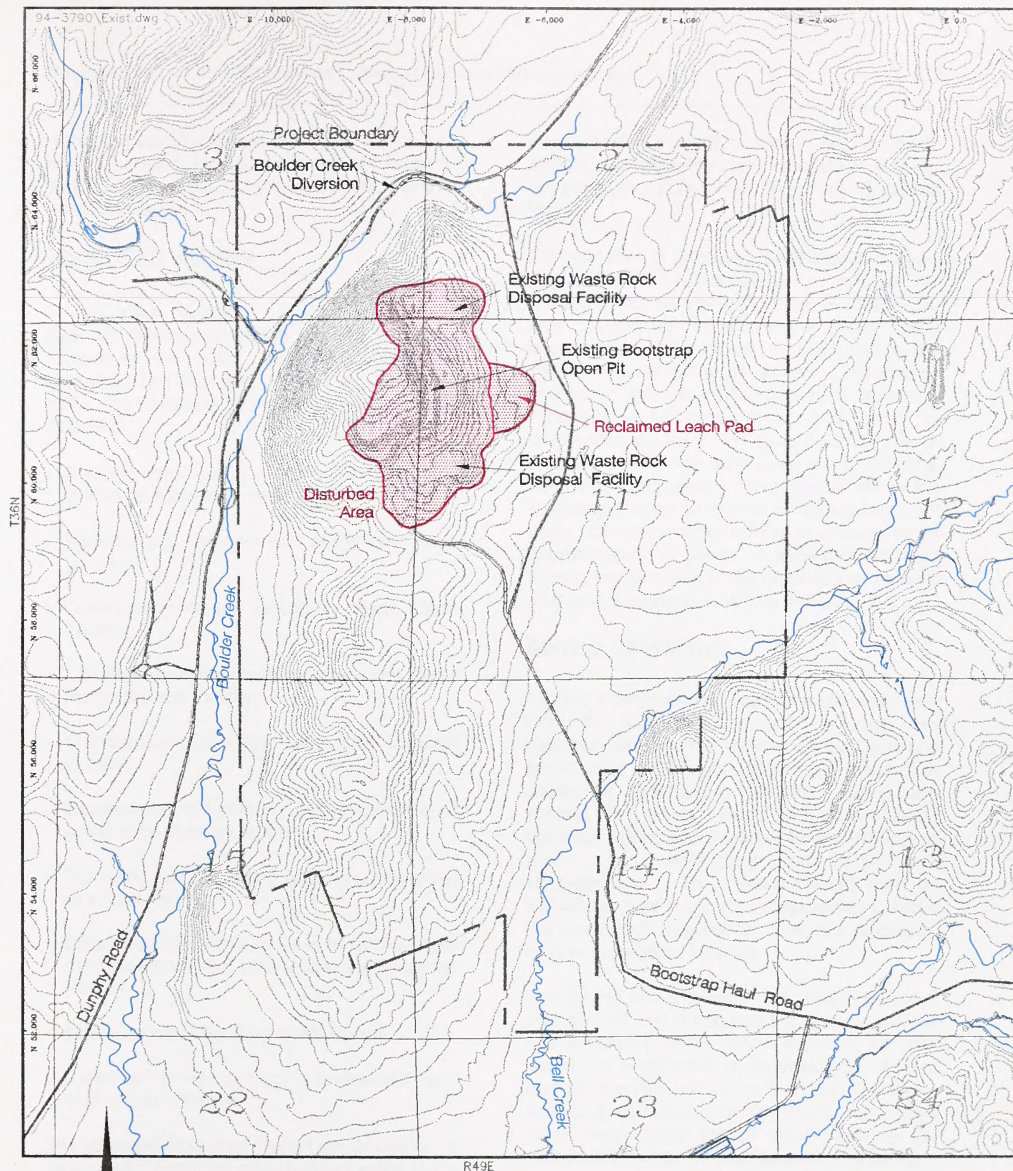 94-3790 Exist.dwg
E -10,000
E -8,000
E -6,000
E -4,000
E -2,000
E 0.0
N 66,000
Project Boundary
3
2
1
Boulder Creek
Diversion
N 64,000
Existing Waste Rock
Disposal Facility
N 62,000
Existing Bootstrap
Open Pit
Reclaimed Leach Pad
Existing Waste Rock
Disposal Facility
N 60,000
Disturbed
Area
11
12
T36N
N 58,000
Boulder Creek
N 56,000
15
14
13
N 54,000
Dunphy Road
Bootstrap Haul Road
N 52,000
Bell Creek
22
23
24
R49E